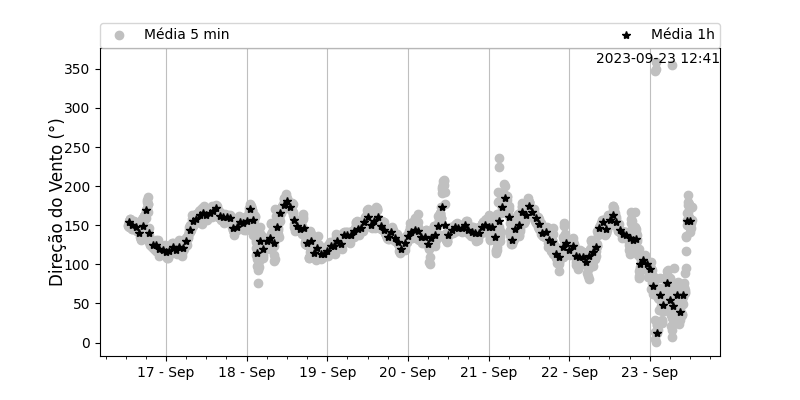 Média 5 min
Média 1h
2023-09-23 12:41
Direção do Vento (°)
350
300
250
200
150
100
50
0
17 - Sep
18 - Sep
19 - Sep
20 - Sep
21 - Sep
22 - Sep
23 - Sep